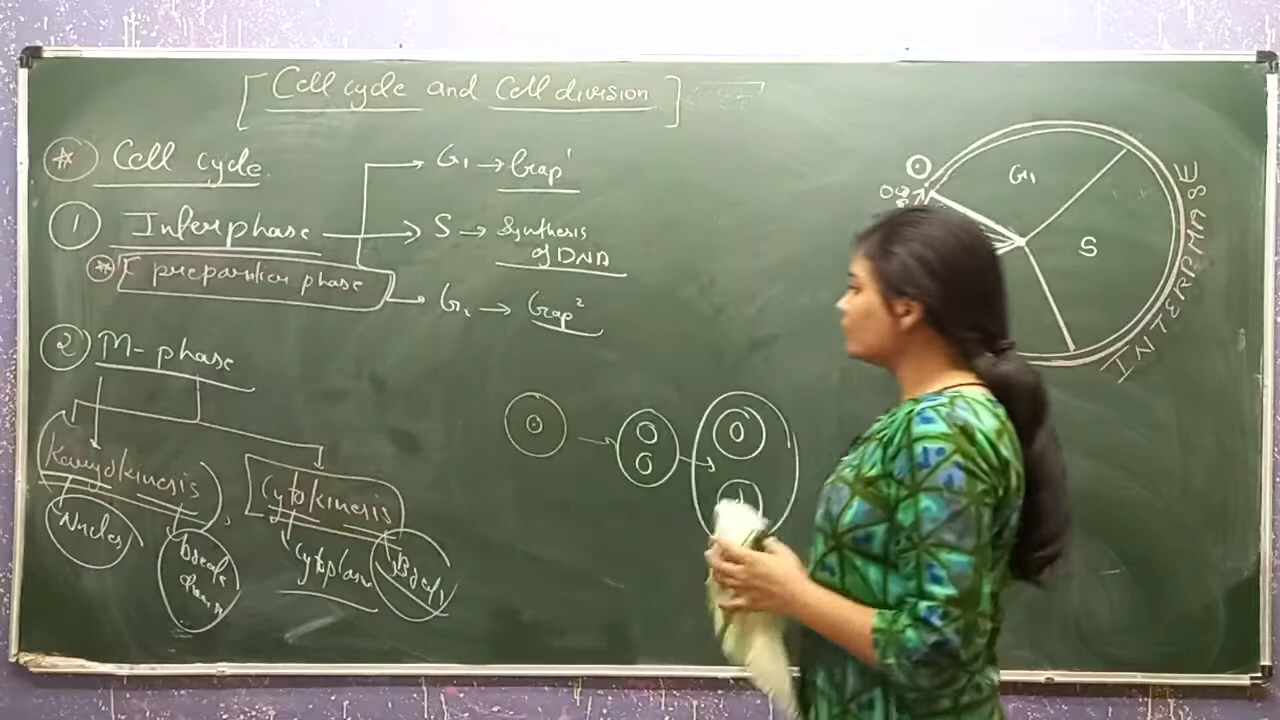 [Cell cycle and Cell division]
* Cell cycle
G₁ → Gap'
① Interphase → S → Synthesis of DNA
** [preparation phase
G₂ → Gap²
② M-phase
Karyokinesis
Cytokinesis
Nucles
Cytoplasm
G₁
S
INTERPHASE